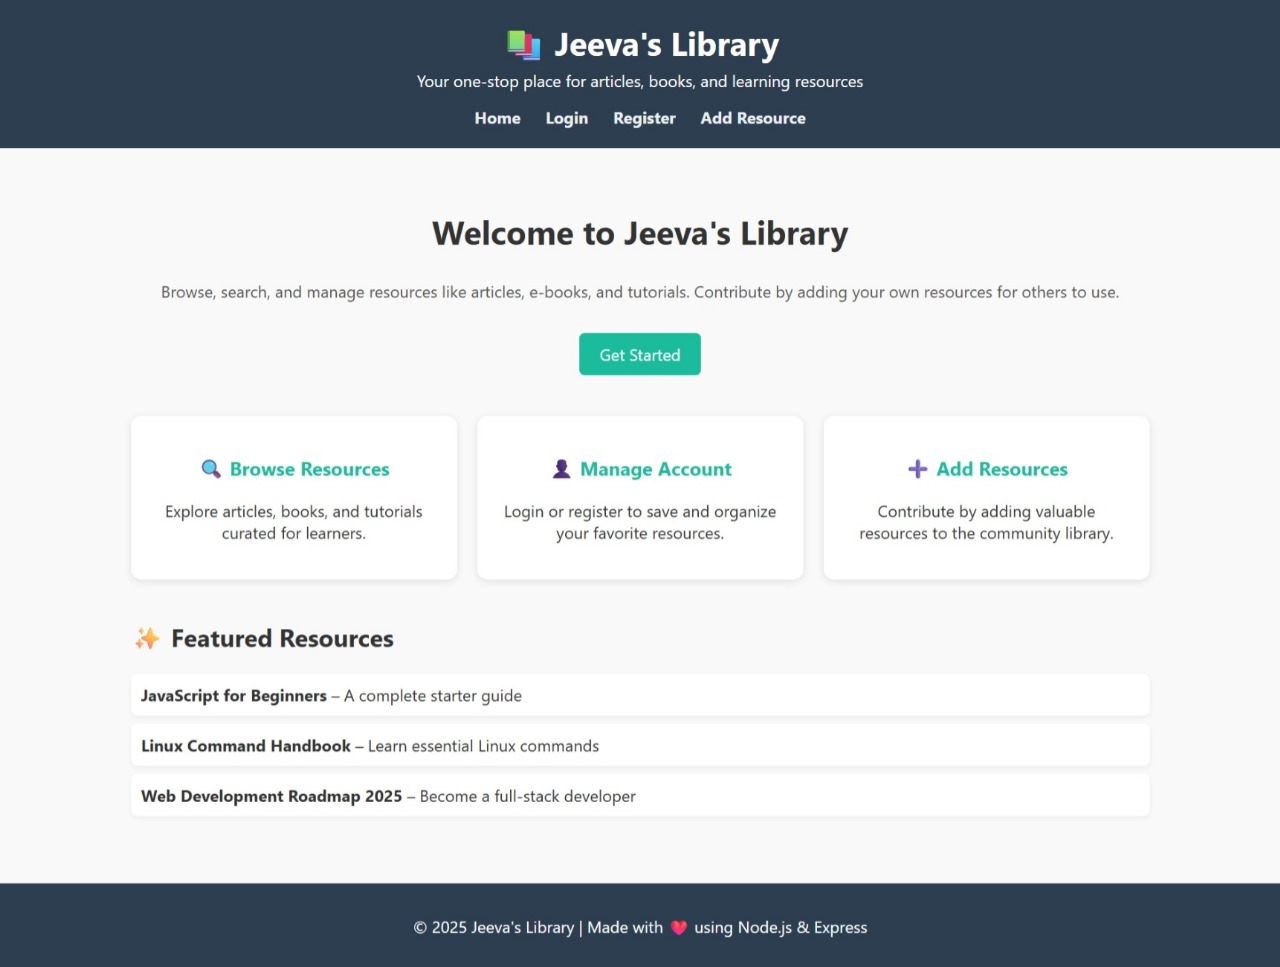 📚 Jeeva's Library
Your one-stop place for articles, books, and learning resources
Home Login Register Add Resource
Welcome to Jeeva's Library
Browse, search, and manage resources like articles, e-books, and tutorials. Contribute by adding your own resources for others to use.
Get Started
🔍 Browse Resources
Explore articles, books, and tutorials
curated for learners.
👤 Manage Account
Login or register to save and organize
your favorite resources.
➕ Add Resources
Contribute by adding valuable
resources to the community library.
✨ Featured Resources
JavaScript for Beginners – A complete starter guide
Linux Command Handbook – Learn essential Linux commands
Web Development Roadmap 2025 – Become a full-stack developer
© 2025 Jeeva's Library | Made with ❤️ using Node.js & Express